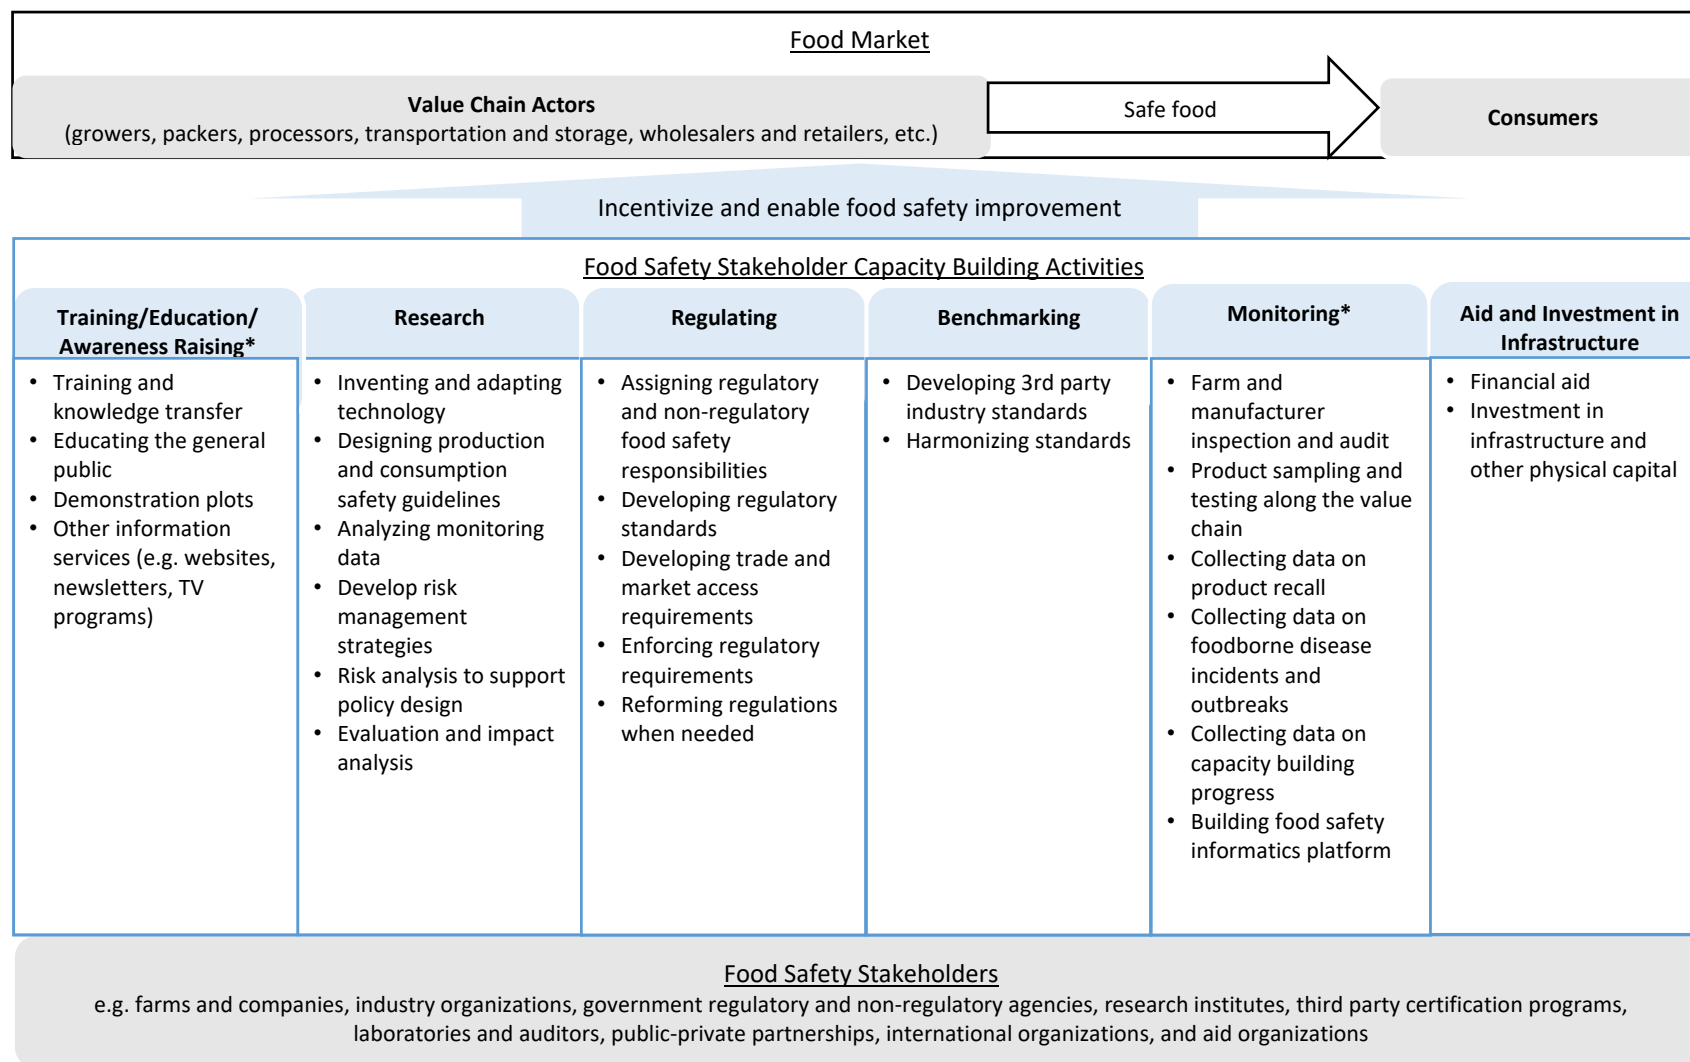 Food Market
Value Chain Actors
(growers, packers, processors, transportation and storage, wholesalers and retailers, etc.)
Safe food
Consumers
Incentivize and enable food safety improvement
Food Safety Stakeholder Capacity Building Activities
Training/Education/
Awareness Raising*
• Training and
knowledge transfer
• Educating the general
public
• Demonstration plots
• Other information
services (e.g. websites,
newsletters, TV
programs)
Research
• Inventing and adapting
technology
• Designing production
and consumption
safety guidelines
• Analyzing monitoring
data
• Develop risk
management
strategies
• Risk analysis to support
policy design
• Evaluation and impact
analysis
Regulating
• Assigning regulatory
and non-regulatory
food safety
responsibilities
• Developing regulatory
standards
• Developing trade and
market access
requirements
• Enforcing regulatory
requirements
• Reforming regulations
when needed
Benchmarking
• Developing 3rd party
industry standards
• Harmonizing standards
Monitoring*
• Farm and
manufacturer
inspection and audit
• Product sampling and
testing along the value
chain
• Collecting data on
product recall
• Collecting data on
foodborne disease
incidents and
outbreaks
• Collecting data on
capacity building
progress
• Building food safety
informatics platform
Aid and Investment in
Infrastructure
• Financial aid
• Investment in
infrastructure and
other physical capital
Food Safety Stakeholders
e.g. farms and companies, industry organizations, government regulatory and non-regulatory agencies, research institutes, third party certification programs,
laboratories and auditors, public-private partnerships, international organizations, and aid organizations